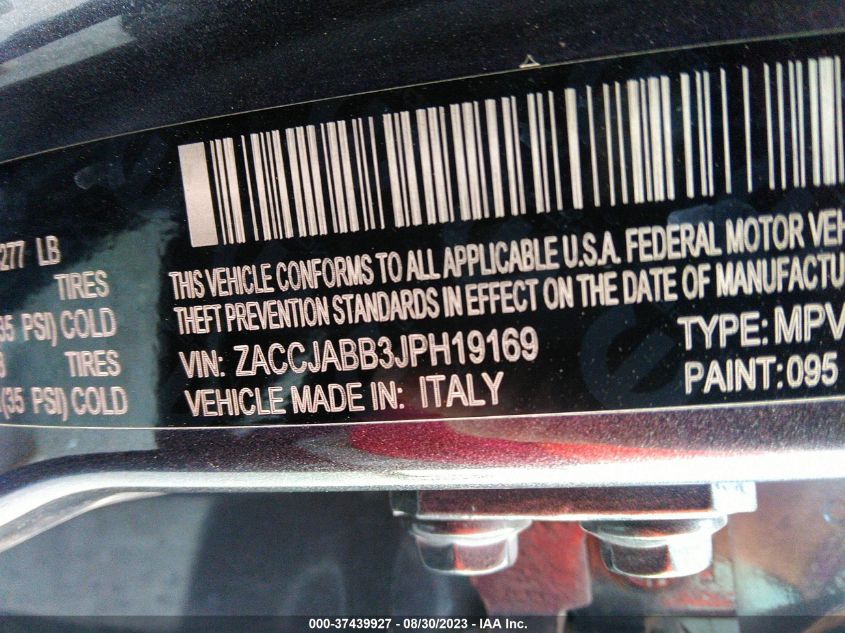 277 LB
TIRES
PSI) COLD
TIRES
(35 PSI) COLD
THIS VEHICLE CONFORMS TO ALL APPLICABLE U.S.A. FEDERAL MOTOR VEH
THEFT PREVENTION STANDARDS IN EFFECT ON THE DATE OF MANUFACTU
VIN: ZACCJABB3JPH19169
TYPE: MPV
VEHICLE MADE IN: ITALY
PAINT: 095
000-37439927 - 08/30/2023 - IAA Inc.